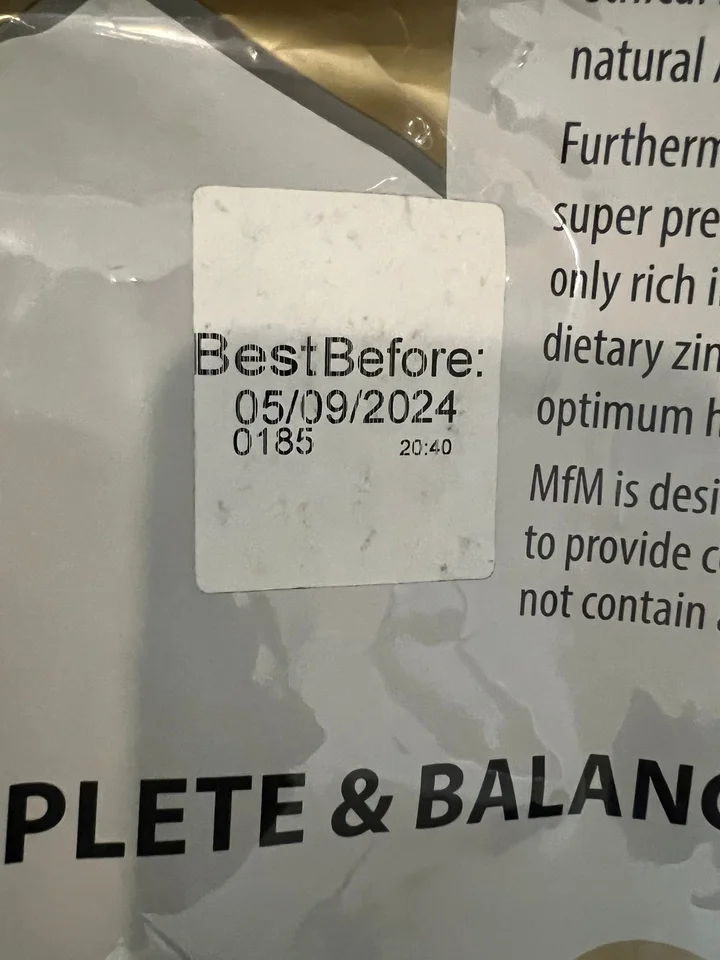 natural
Furtherm
super pre
only rich i
dietary zin
optimum h
MfM is desi
to provide c
not contain
Best Before:
05/09/2024
0185 20:40
PLETE & BALANC